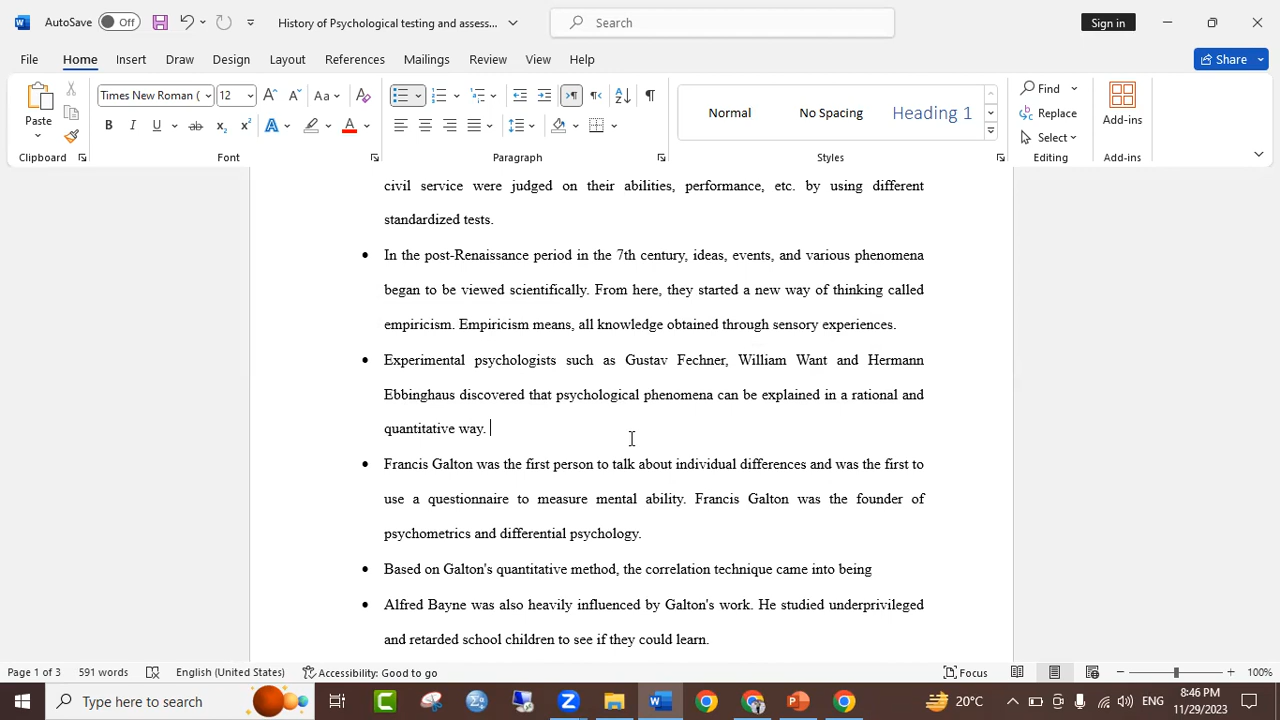 AutoSave Off History of Psychological testing and assess... Search Sign in
File Home Insert Draw Design Layout References Mailings Review View Help Share
Times New Roman ( 12 Aa
Paste
B I U ab x₂ x² A A
Normal No Spacing Heading 1
Find
Replace
Select
Add-ins
Clipboard Font Paragraph Styles Editing Add-ins
civil service were judged on their abilities, performance, etc. by using different
standardized tests.
• In the post-Renaissance period in the 7th century, ideas, events, and various phenomena
began to be viewed scientifically. From here, they started a new way of thinking called
empiricism. Empiricism means, all knowledge obtained through sensory experiences.
• Experimental psychologists such as Gustav Fechner, William Want and Hermann
Ebbinghaus discovered that psychological phenomena can be explained in a rational and
quantitative way.
• Francis Galton was the first person to talk about individual differences and was the first to
use a questionnaire to measure mental ability. Francis Galton was the founder of
psychometrics and differential psychology.
• Based on Galton's quantitative method, the correlation technique came into being
• Alfred Bayne was also heavily influenced by Galton's work. He studied underprivileged
and retarded school children to see if they could learn.
Page 1 of 3 591 words English (United States) Accessibility: Good to go Focus 100%
Type here to search 20°C ENG 8:46 PM
11/29/2023